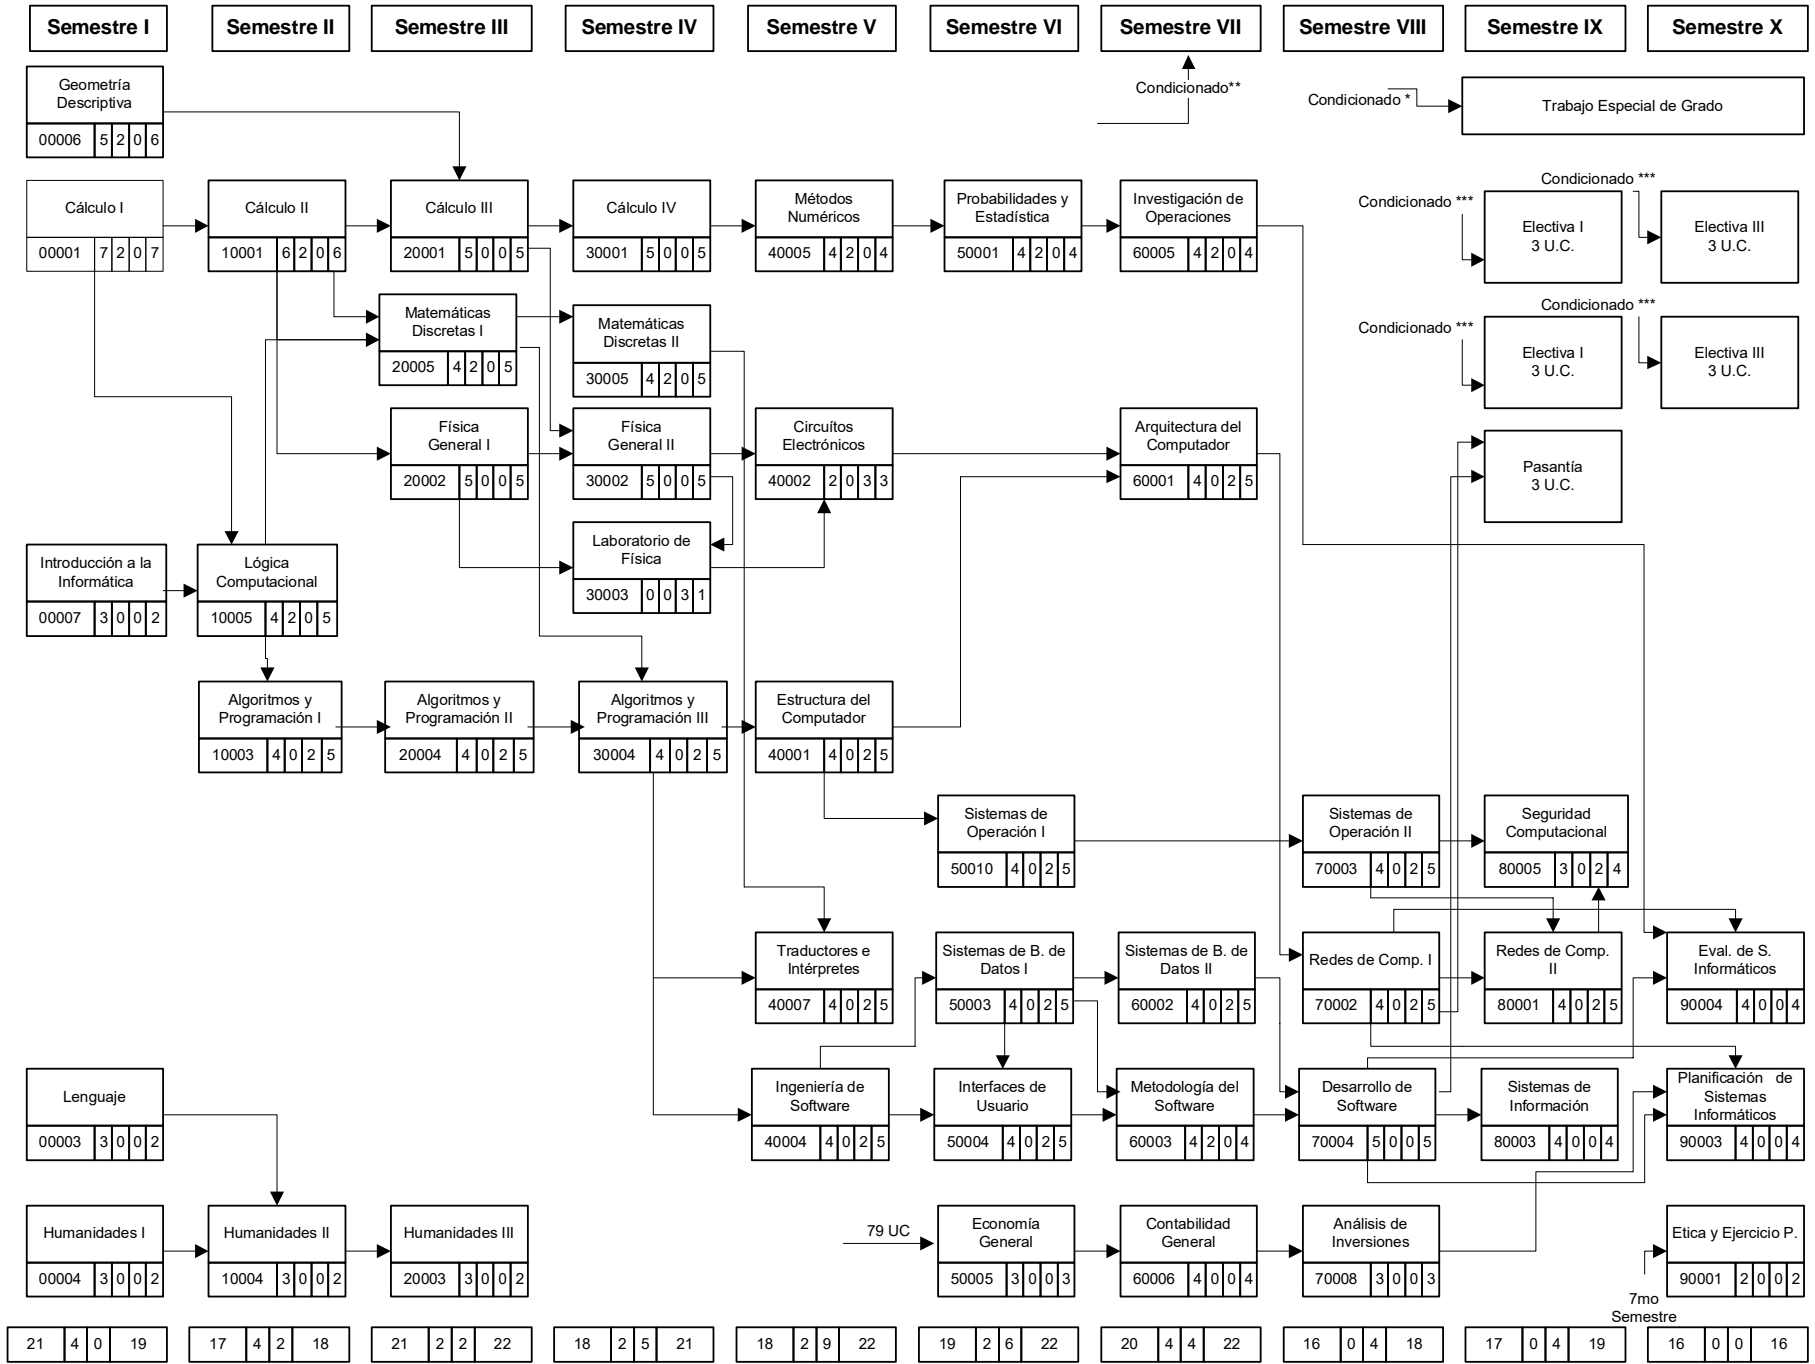 Semestre I
Semestre II
Semestre III
Semestre IV
Semestre V
Semestre VI
Semestre VII
Semestre VIII
Semestre IX
Semestre X
Geometría
Descriptiva
00006 5 2 0 6
Condicionado**
Condicionado *
Trabajo Especial de Grado
Cálculo I
00001 7 2 0 7
Cálculo II
10001 6 2 0 6
Cálculo III
20001 5 0 0 5
Cálculo IV
30001 5 0 0 5
Métodos
Numéricos
40005 4 2 0 4
Probabilidades y
Estadística
50001 4 2 0 4
Investigación de
Operaciones
60005 4 2 0 4
Condicionado ***
Electiva I
3 U.C.
Condicionado ***
Electiva III
3 U.C.
Matemáticas
Discretas I
20005 4 2 0 5
Matemáticas
Discretas II
30005 4 2 0 5
Condicionado ***
Electiva I
3 U.C.
Condicionado ***
Electiva III
3 U.C.
Física
General I
20002 5 0 0 5
Física
General II
30002 5 0 0 5
Circuítos
Electrónicos
40002 2 0 3 3
Arquitectura del
Computador
60001 4 0 2 5
Pasantía
3 U.C.
Introducción a la
Informática
00007 3 0 0 2
Lógica
Computacional
10005 4 2 0 5
Laboratorio de
Física
30003 0 0 3 1
Algoritmos y
Programación I
10003 4 0 2 5
Algoritmos y
Programación II
20004 4 0 2 5
Algoritmos y
Programación III
30004 4 0 2 5
Estructura del
Computador
40001 4 0 2 5
Sistemas de
Operación I
50010 4 0 2 5
Sistemas de
Operación II
70003 4 0 2 5
Seguridad
Computacional
80005 3 0 2 4
Traductores e
Intérpretes
40007 4 0 2 5
Sistemas de B. de
Datos I
50003 4 0 2 5
Sistemas de B. de
Datos II
60002 4 0 2 5
Redes de Comp. I
70002 4 0 2 5
Redes de Comp.
II
80001 4 0 2 5
Eval. de S.
Informáticos
90004 4 0 0 4
Lenguaje
00003 3 0 0 2
Ingeniería de
Software
40004 4 0 2 5
Interfaces de
Usuario
50004 4 0 2 5
Metodología del
Software
60003 4 2 0 4
Desarrollo de
Software
70004 5 0 0 5
Sistemas de
Información
80003 4 0 0 4
Planificación de
Sistemas
Informáticos
90003 4 0 0 4
Humanidades I
00004 3 0 0 2
Humanidades II
10004 3 0 0 2
Humanidades III
20003 3 0 0 2
79 UC
Economía
General
50005 3 0 0 3
Contabilidad
General
60006 4 0 0 4
Análisis de
Inversiones
70008 3 0 0 3
Etica y Ejercicio P.
90001 2 0 0 2
7mo
Semestre
21 4 0 19
17 4 2 18
21 2 2 22
18 2 5 21
18 2 9 22
19 2 6 22
20 4 4 22
16 0 4 18
17 0 4 19
16 0 0 16